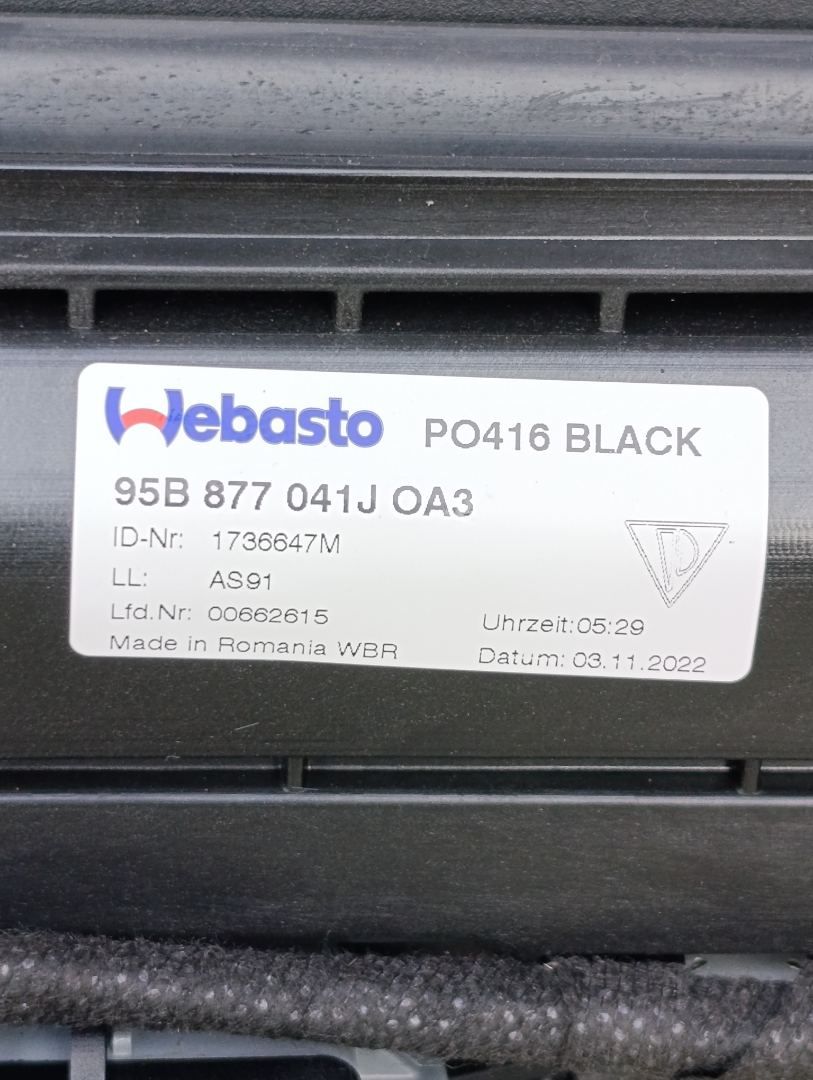 Webasto PO416 BLACK
95B 877 041J OA3
ID-Nr: 1736647M
LL: AS91
Lfd.Nr: 00662615
Uhrzeit:05:29
Made in Romania WBR
Datum: 03.11.2022